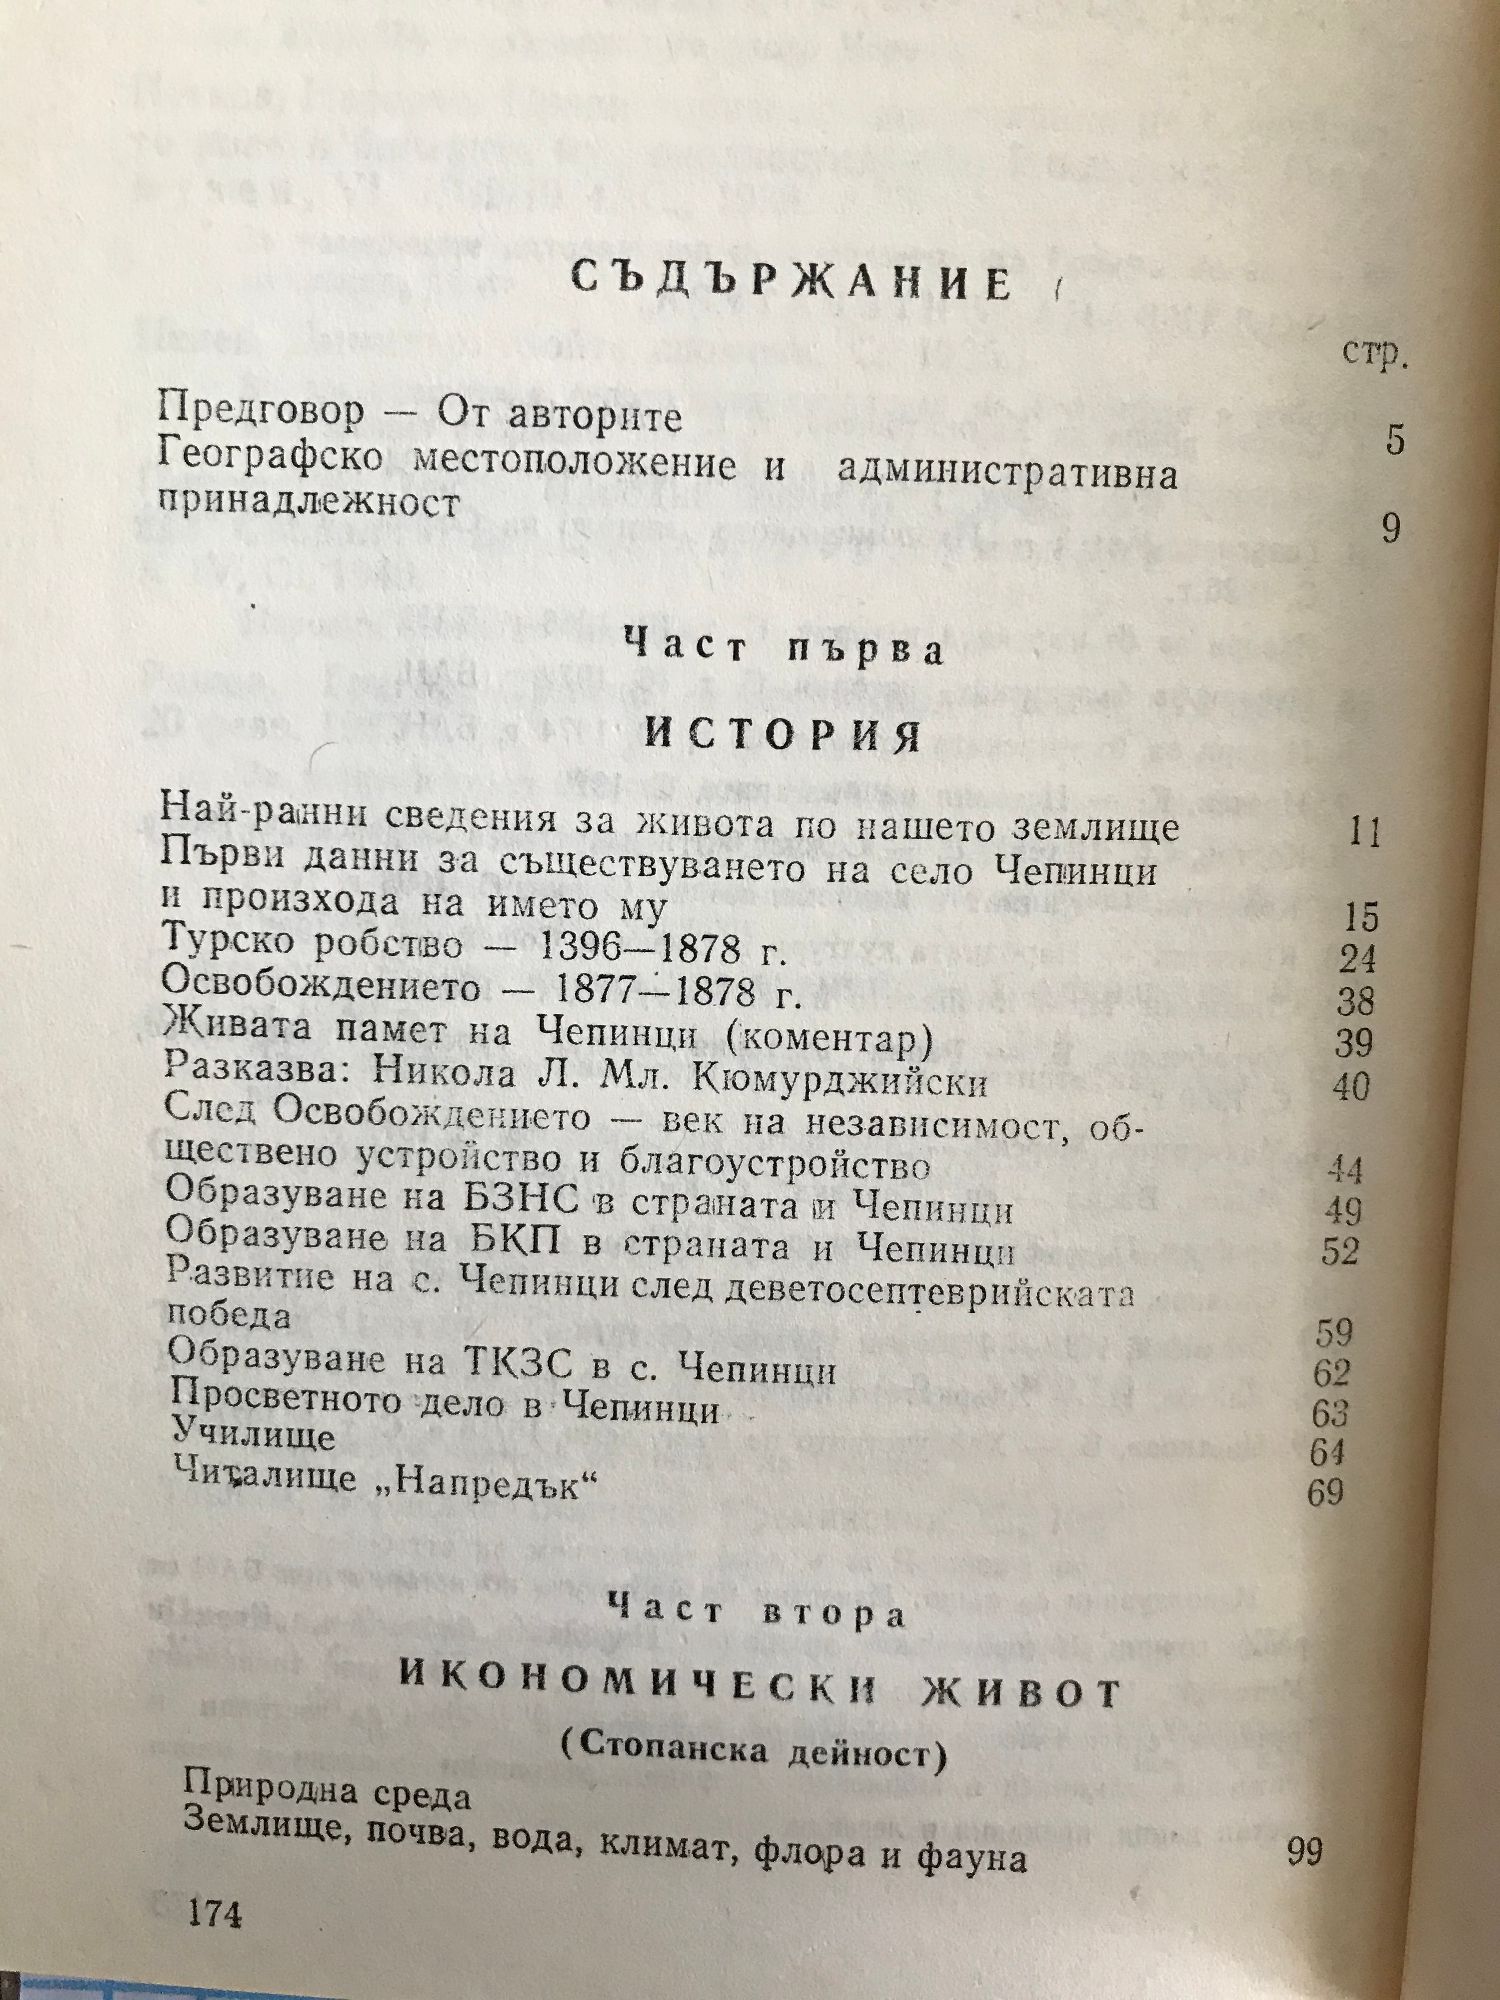 СЪДЪРЖАНИЕ
стр.
Предговор — От авторите 5
Географско местоположение и административна
принадлежност 9
Част първа
ИСТОРИЯ
Най-ранни сведения за живота по нашето землище 11
Първи данни за съществуването на село Чепинци
и произхода на името му 15
Турско робство — 1396—1878 г. 24
Освобождението — 1877—1878 г. 38
Живата памет на Чепинци (коментар) 39
Разказва: Никола Л. Мл. Кюмурджийски 40
След Освобождението — век на независимост, об-
ществено устройство и благоустройство 44
Образуване на БЗНС в страната и Чепинци 49
Образуване на БКП в страната и Чепинци 52
Развитие на с. Чепинци след деветосептеврийската
победа 59
Образуване на ТКЗС в с. Чепинци 62
Просветното дело в Чепинци 63
Училище 64
Читалище „Напредък“ 69
Част втора
ИКОНОМИЧЕСКИ ЖИВОТ
(Стопанска дейност)
Природна среда
Землище, почва, вода, климат, флора и фауна 99
174